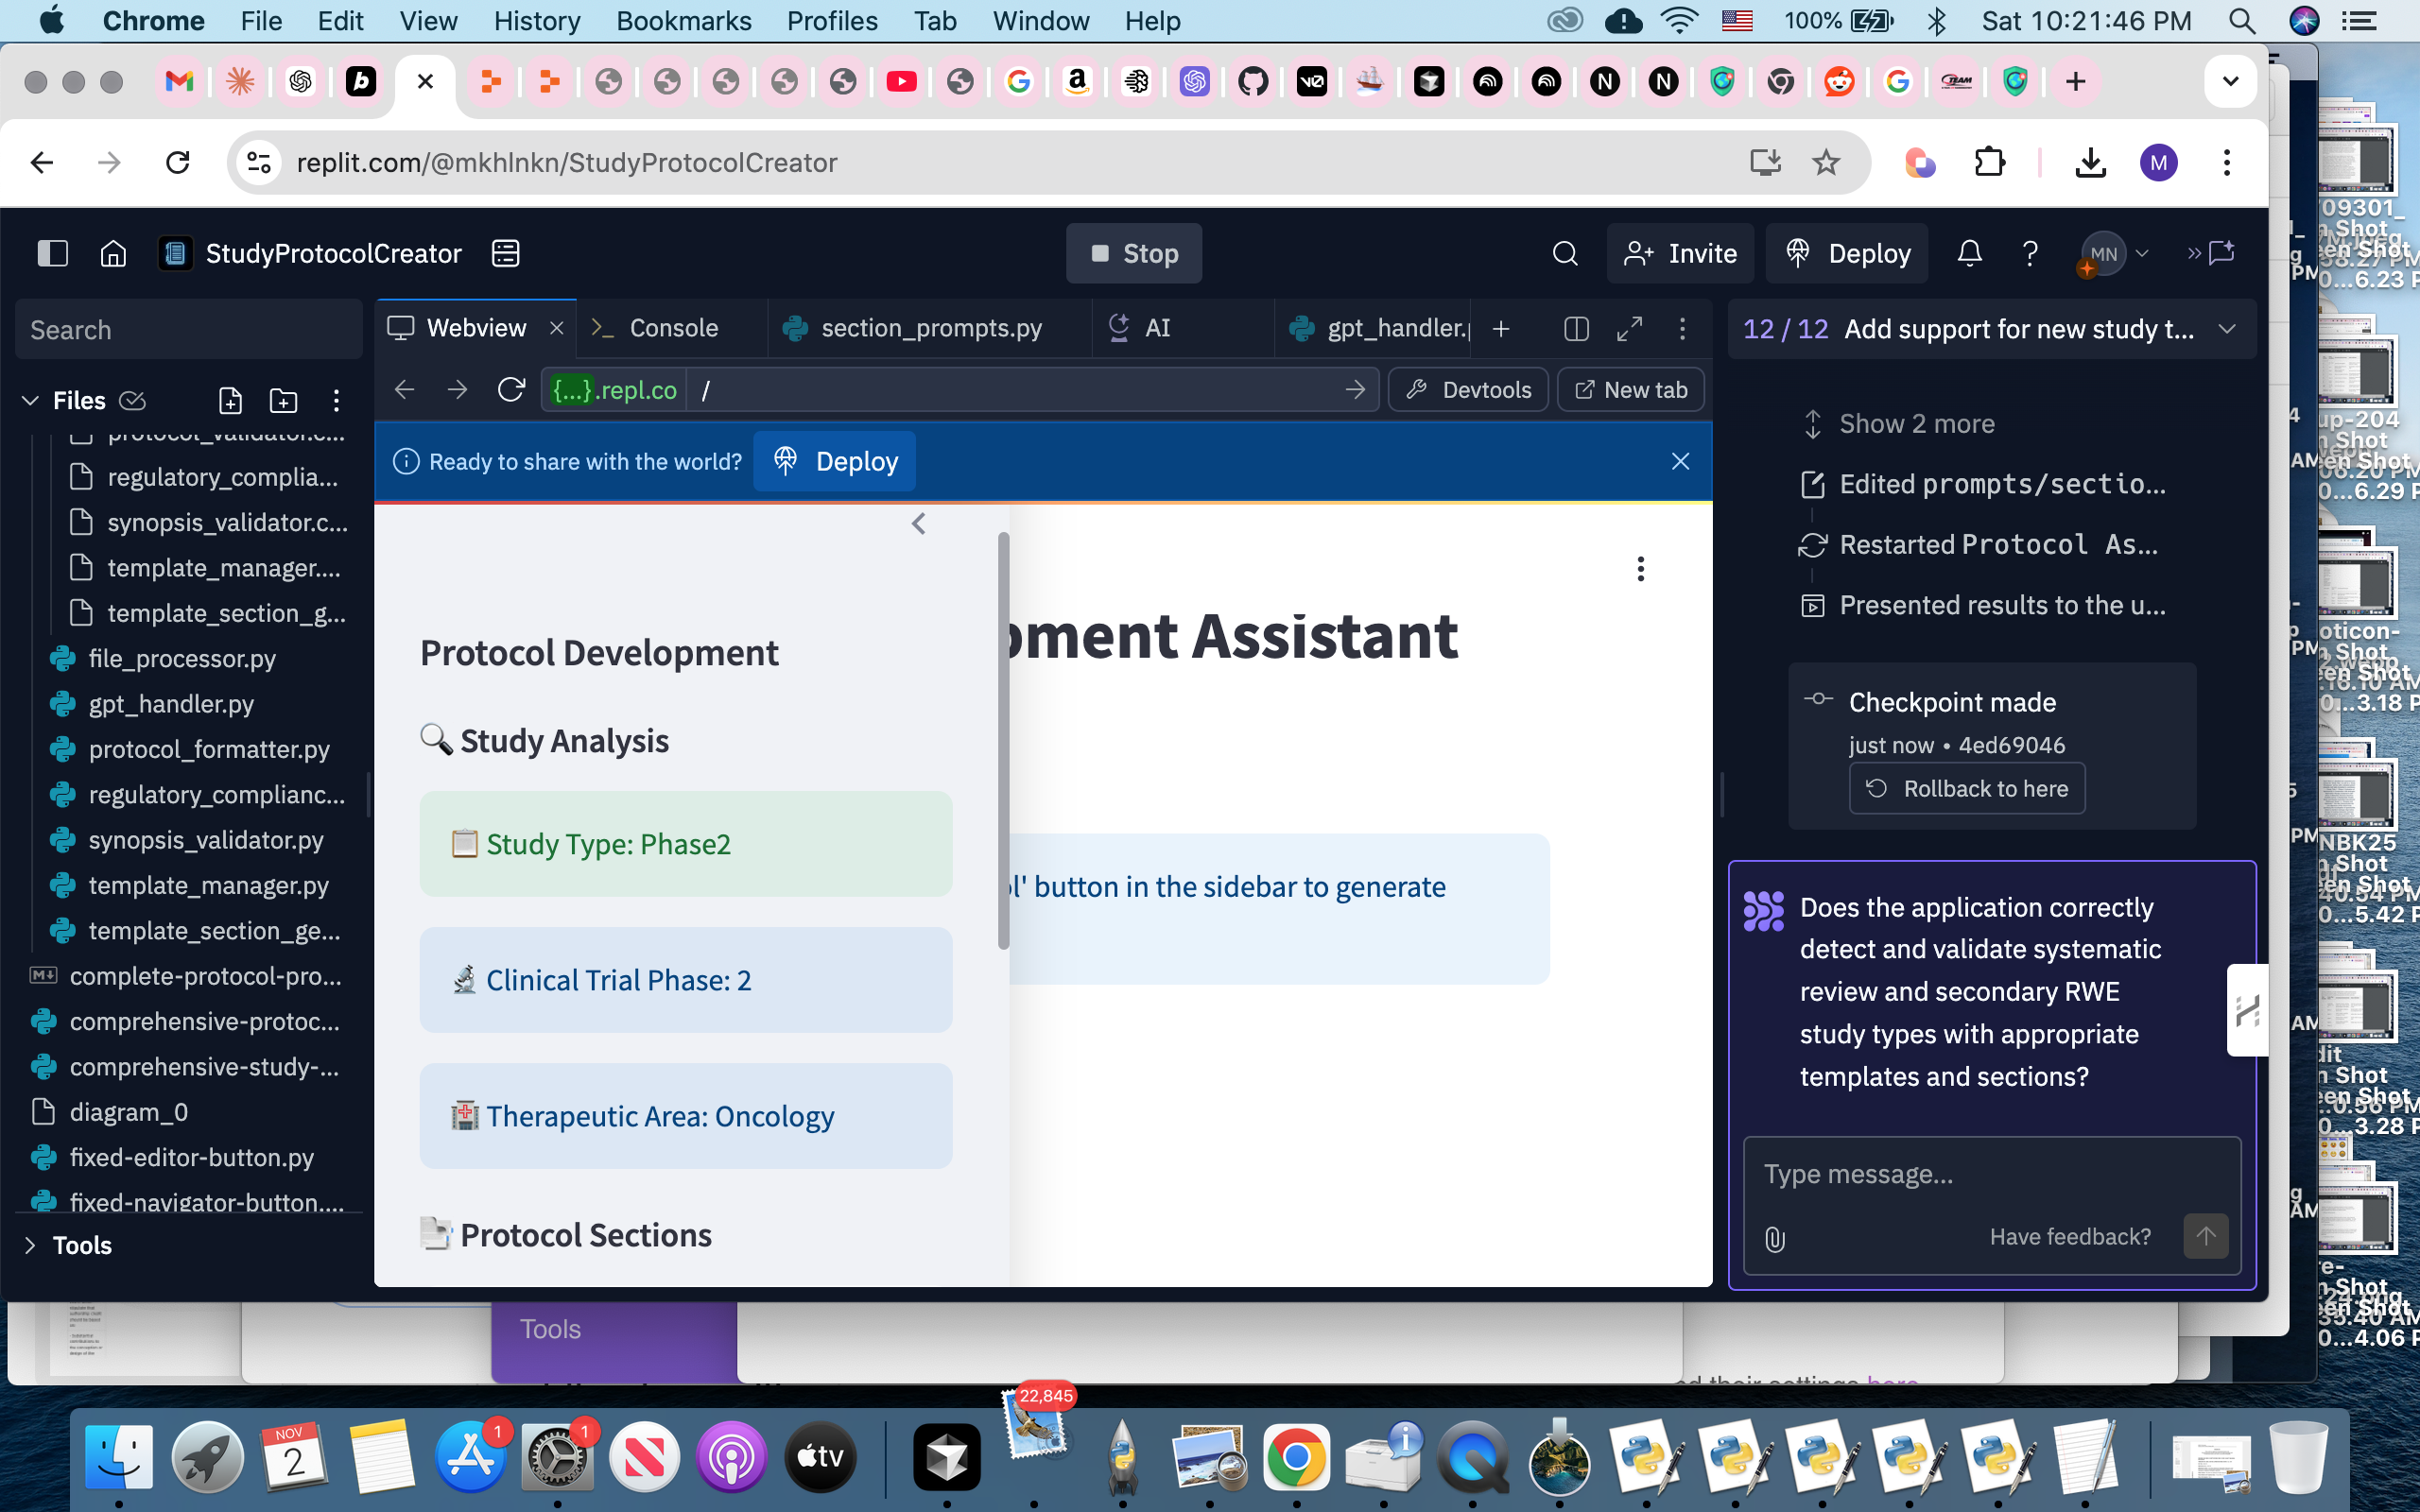 Chrome File Edit View History Bookmarks Profiles Tab Window Help 100% Sat 10:21:46 PM
replit.com/@mkhlnkn/StudyProtocolCreator
M
StudyProtocolCreator
Stop
Invite
Deploy
MN
Search
Files
regulatory_complia...
synopsis_validator.c...
template_manager....
template_section_g...
file_processor.py
gpt_handler.py
protocol_formatter.py
regulatory_complianc...
synopsis_validator.py
template_manager.py
template_section_ge...
complete-protocol-pro...
comprehensive-protoc...
comprehensive-study-...
diagram_0
fixed-editor-button.py
fixed-navigator-button....
Tools
Webview
Console
section_prompts.py
AI
gpt_handler.
{...}.repl.co /
Devtools
New tab
Ready to share with the world?
Deploy
Protocol Development
Study Analysis
Study Type: Phase2
Clinical Trial Phase: 2
Therapeutic Area: Oncology
Protocol Sections
pment Assistant
ol' button in the sidebar to generate
12 / 12 Add support for new study t...
Show 2 more
Edited prompts/sectio...
Restarted Protocol As...
Presented results to the u...
Checkpoint made
just now • 4ed69046
Rollback to here
Does the application correctly
detect and validate systematic
review and secondary RWE
study types with appropriate
templates and sections?
Type message...
Have feedback?
Tools
22,845
NOV
2
1
1
tv